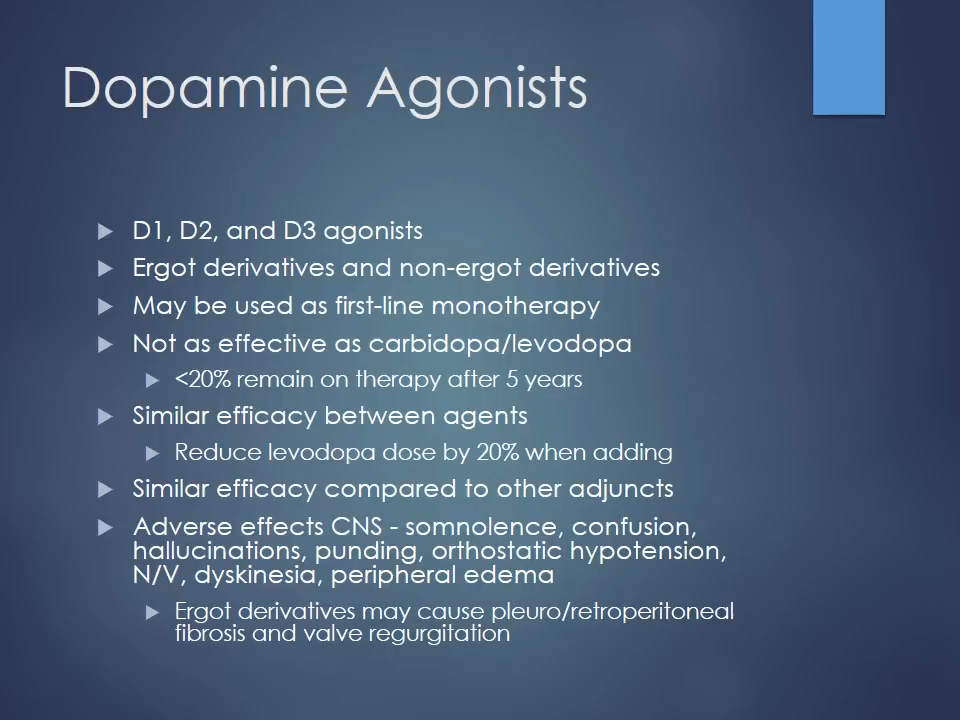 Dopamine Agonists
D1, D2, and D3 agonists
Ergot derivatives and non-ergot derivatives
May be used as first-line monotherapy
Not as effective as carbidopa/levodopa
<20% remain on therapy after 5 years
Similar efficacy between agents
Reduce levodopa dose by 20% when adding
Similar efficacy compared to other adjuncts
Adverse effects CNS - somnolence, confusion,
hallucinations, punding, orthostatic hypotension,
N/V, dyskinesia, peripheral edema
Ergot derivatives may cause pleuro/retroperitoneal
fibrosis and valve regurgitation